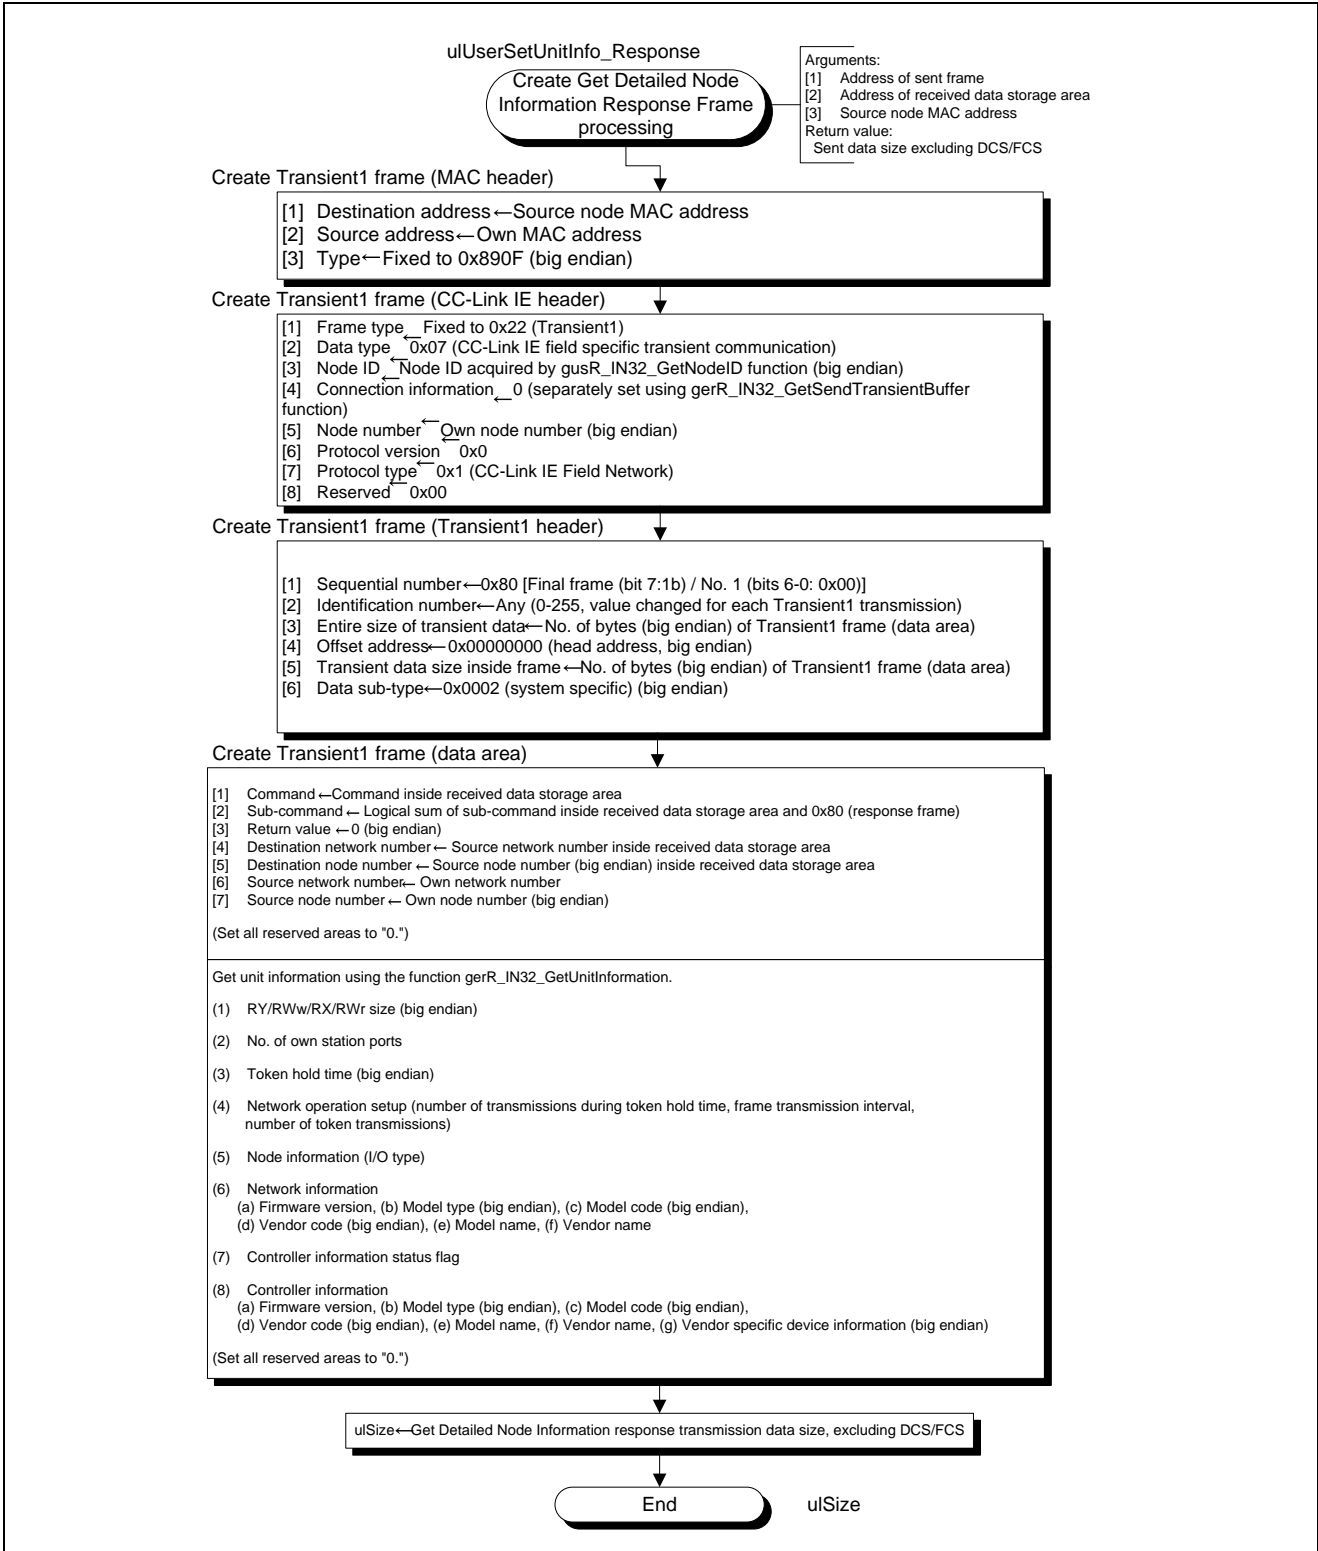 ulUserSetUnitInfo_Response
Create Get Detailed Node
Information Response Frame
processing
Arguments:
[1] Address of sent frame
[2] Address of received data storage area
[3] Source node MAC address
Return value:
Sent data size excluding DCS/FCS
Create Transient1 frame (MAC header)
[1] Destination address←Source node MAC address
[2] Source address←Own MAC address
[3] Type←Fixed to 0x890F (big endian)
Create Transient1 frame (CC-Link IE header)
[1] Frame type←Fixed to 0x22 (Transient1)
[2] Data type←0x07 (CC-Link IE field specific transient communication)
[3] Node ID←Node ID acquired by gusR_IN32_GetNodeID function (big endian)
[4] Connection information←0 (separately set using gerR_IN32_GetSendTransientBuffer
function)
[5] Node number←Own node number (big endian)
[6] Protocol version←0x0
[7] Protocol type←0x1 (CC-Link IE Field Network)
[8] Reserved←0x00
Create Transient1 frame (Transient1 header)
[1] Sequential number←0x80 [Final frame (bit 7:1b) / No. 1 (bits 6-0: 0x00)]
[2] Identification number←Any (0-255, value changed for each Transient1 transmission)
[3] Entire size of transient data←No. of bytes (big endian) of Transient1 frame (data area)
[4] Offset address←0x00000000 (head address, big endian)
[5] Transient data size inside frame←No. of bytes (big endian) of Transient1 frame (data area)
[6] Data sub-type←0x0002 (system specific) (big endian)
Create Transient1 frame (data area)
[1] Command←Command inside received data storage area
[2] Sub-command← Logical sum of sub-command inside received data storage area and 0x80 (response frame)
[3] Return value ←0 (big endian)
[4] Destination network number← Source network number inside received data storage area
[5] Destination node number← Source node number (big endian) inside received data storage area
[6] Source network number← Own network number
[7] Source node number← Own node number (big endian)
(Set all reserved areas to "0.")
Get unit information using the function gerR_IN32_GetUnitInformation.
(1) RY/RWw/RX/RWr size (big endian)
(2) No. of own station ports
(3) Token hold time (big endian)
(4) Network operation setup (number of transmissions during token hold time, frame transmission interval,
number of token transmissions)
(5) Node information (I/O type)
(6) Network information
(a) Firmware version, (b) Model type (big endian), (c) Model code (big endian),
(d) Vendor code (big endian), (e) Model name, (f) Vendor name
(7) Controller information status flag
(8) Controller information
(a) Firmware version, (b) Model type (big endian), (c) Model code (big endian),
(d) Vendor code (big endian), (e) Model name, (f) Vendor name, (g) Vendor specific device information (big endian)
(Set all reserved areas to "0.")
ulSize←Get Detailed Node Information response transmission data size, excluding DCS/FCS
End
ulSize